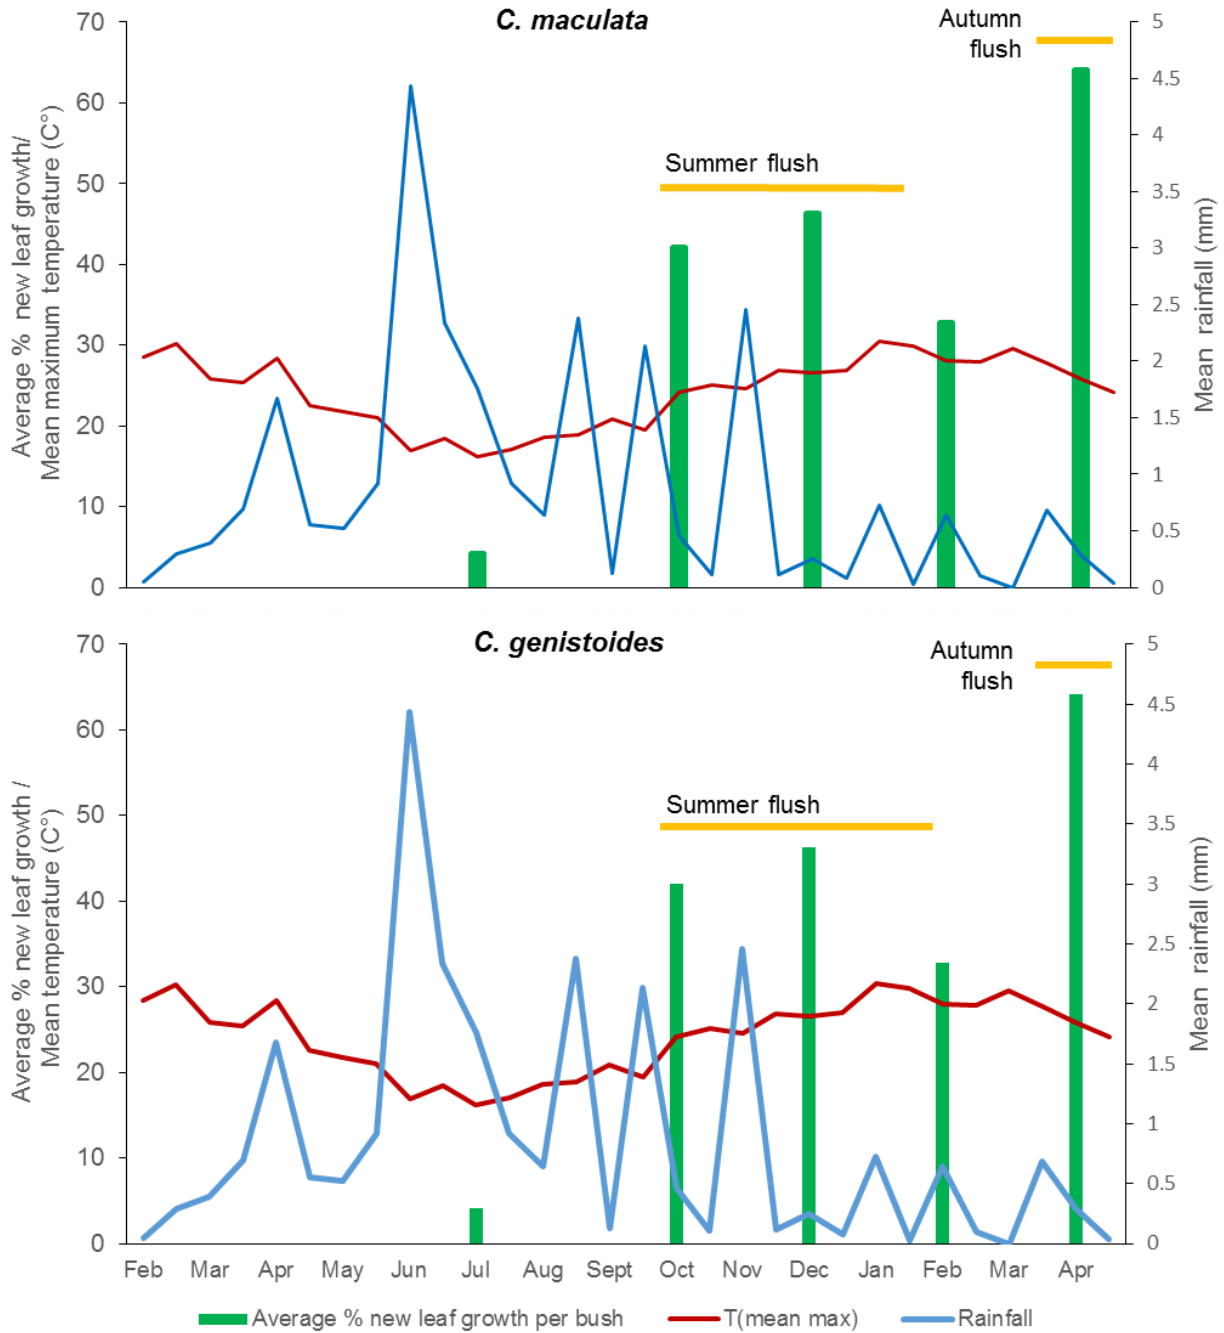 C. maculata
Autumn
flush
Summer flush
Average % new leaf growth/
Mean maximum temperature (C°)
70
60
50
40
30
20
10
0
5
4.5
4
3.5
3
2.5
2
1.5
1
0.5
0
Mean rainfall (mm)
C. genistoides
Autumn
flush
Summer flush
Average % new leaf growth /
Mean temperature (C°)
70
60
50
40
30
20
10
0
5
4.5
4
3.5
3
2.5
2
1.5
1
0.5
0
Mean rainfall (mm)
Feb Mar Apr May Jun Jul Aug Sept Oct Nov Dec Jan Feb Mar Apr
Average % new leaf growth per bush T(mean max) Rainfall